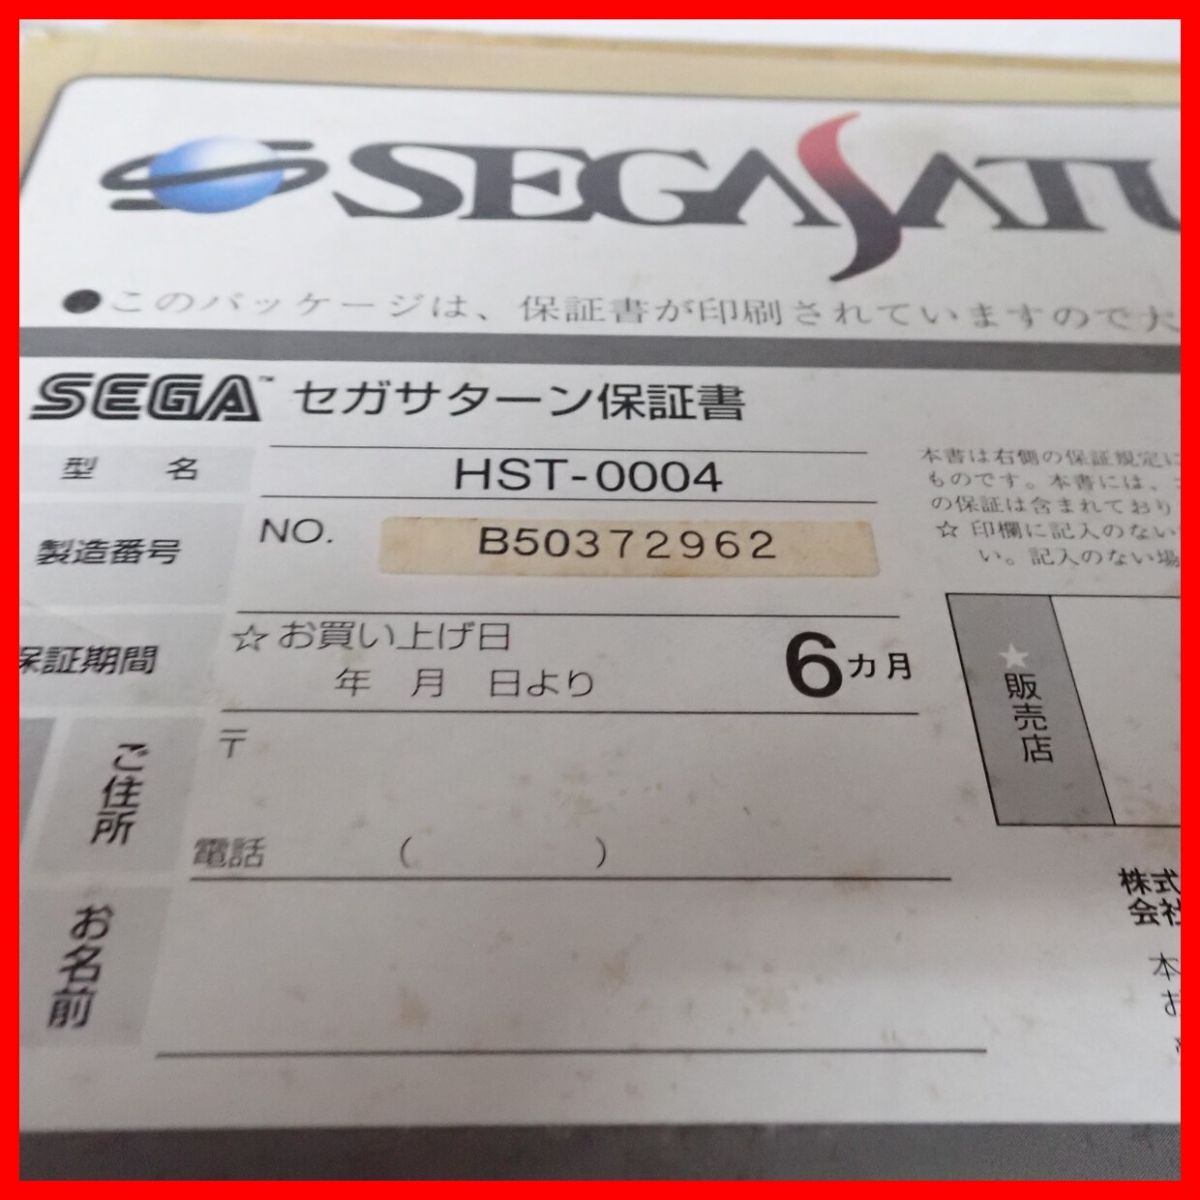 SEGA SATU
●このパッケージは、保証書が印刷されていますので大
SEGA™ セガサターン保証書
型名 HST-0004
製造番号 NO. B50372962
保証期間 ☆お買い上げ日
年 月 日より 6カ月
ご住所 〒
電話 ( )
お名前
本書は右側の保証規定に
ものです。本書には、
の保証は含まれており
☆印欄に記入のない
い。記入のない場
★販売店
株式
会社
本
お